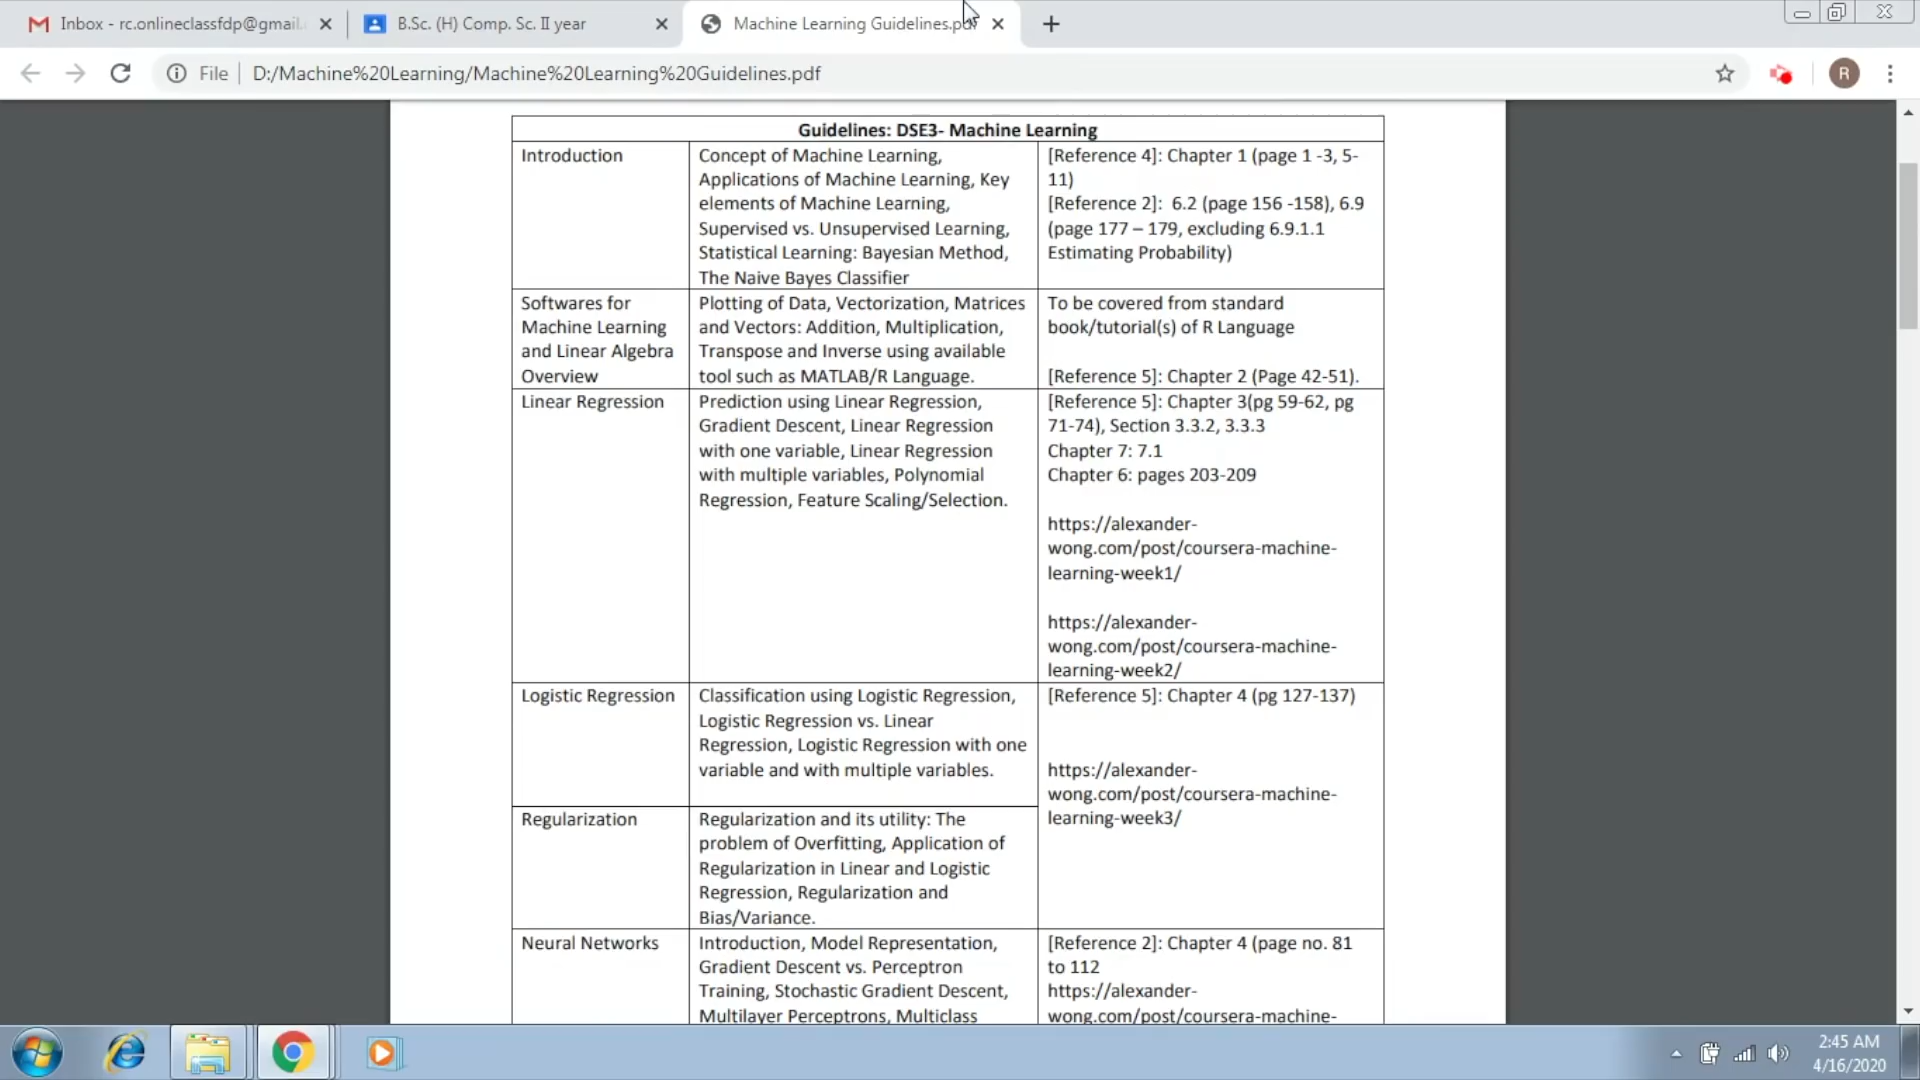 Inbox - rc.onlineclassfdp@gmail.
B.Sc. (H) Comp. Sc. II year
Machine Learning Guidelines.pdf
File
D:/Machine%20Learning/Machine%20Learning%20Guidelines.pdf
R
Guidelines: DSE3- Machine Learning
Introduction
Concept of Machine Learning,
Applications of Machine Learning, Key
elements of Machine Learning,
Supervised vs. Unsupervised Learning,
Statistical Learning: Bayesian Method,
The Naive Bayes Classifier
[Reference 4]: Chapter 1 (page 1 -3, 5-
11)
[Reference 2]: 6.2 (page 156 -158), 6.9
(page 177 – 179, excluding 6.9.1.1
Estimating Probability)
Softwares for
Machine Learning
and Linear Algebra
Overview
Plotting of Data, Vectorization, Matrices
and Vectors: Addition, Multiplication,
Transpose and Inverse using available
tool such as MATLAB/R Language.
To be covered from standard
book/tutorial(s) of R Language
[Reference 5]: Chapter 2 (Page 42-51).
Linear Regression
Prediction using Linear Regression,
Gradient Descent, Linear Regression
with one variable, Linear Regression
with multiple variables, Polynomial
Regression, Feature Scaling/Selection.
[Reference 5]: Chapter 3(pg 59-62, pg
71-74), Section 3.3.2, 3.3.3
Chapter 7: 7.1
Chapter 6: pages 203-209
https://alexander-
wong.com/post/coursera-machine-
learning-week1/
https://alexander-
wong.com/post/coursera-machine-
learning-week2/
Logistic Regression
Classification using Logistic Regression,
Logistic Regression vs. Linear
Regression, Logistic Regression with one
variable and with multiple variables.
[Reference 5]: Chapter 4 (pg 127-137)
https://alexander-
wong.com/post/coursera-machine-
learning-week3/
Regularization
Regularization and its utility: The
problem of Overfitting, Application of
Regularization in Linear and Logistic
Regression, Regularization and
Bias/Variance.
Neural Networks
Introduction, Model Representation,
Gradient Descent vs. Perceptron
Training, Stochastic Gradient Descent,
Multilayer Perceptrons, Multiclass
[Reference 2]: Chapter 4 (page no. 81
to 112
https://alexander-
wong.com/post/coursera-machine-
2:45 AM
4/16/2020